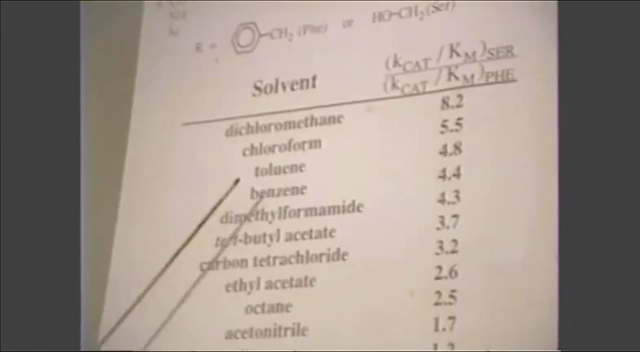 R = CH₂ (Phe) or HO-CH₂ (Ser)
Solvent (kCAT / KM)SER
(kCAT / KM)PHE
dichloromethane 8.2
chloroform 5.5
toluene 4.8
benzene 4.4
dimethylformamide 4.3
tert-butyl acetate 3.7
carbon tetrachloride 3.2
ethyl acetate 2.6
octane 2.5
acetonitrile 1.7